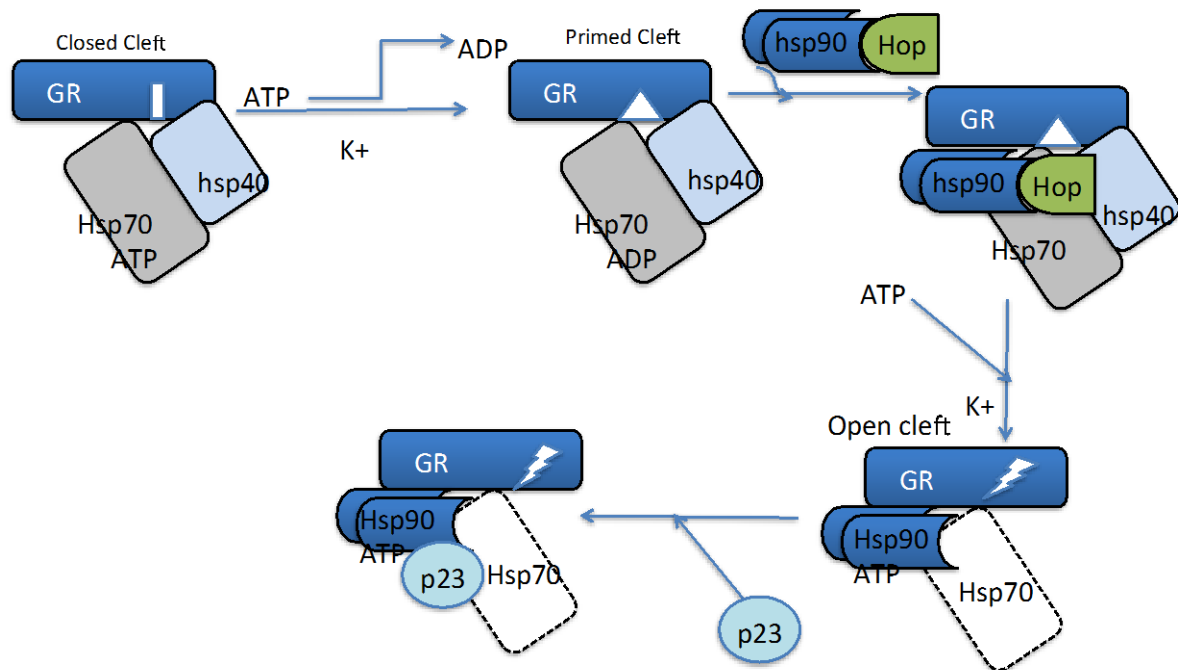 Closed Cleft
GR
hsp40
Hsp70
ATP
ATP
ADP
K+
Primed Cleft
GR
hsp40
Hsp70
ADP
hsp90
Hop
GR
hsp90
Hop
hsp40
Hsp70
ATP
K+
Open cleft
GR
Hsp90
ATP
Hsp70
p23
GR
Hsp90
ATP
p23
Hsp70